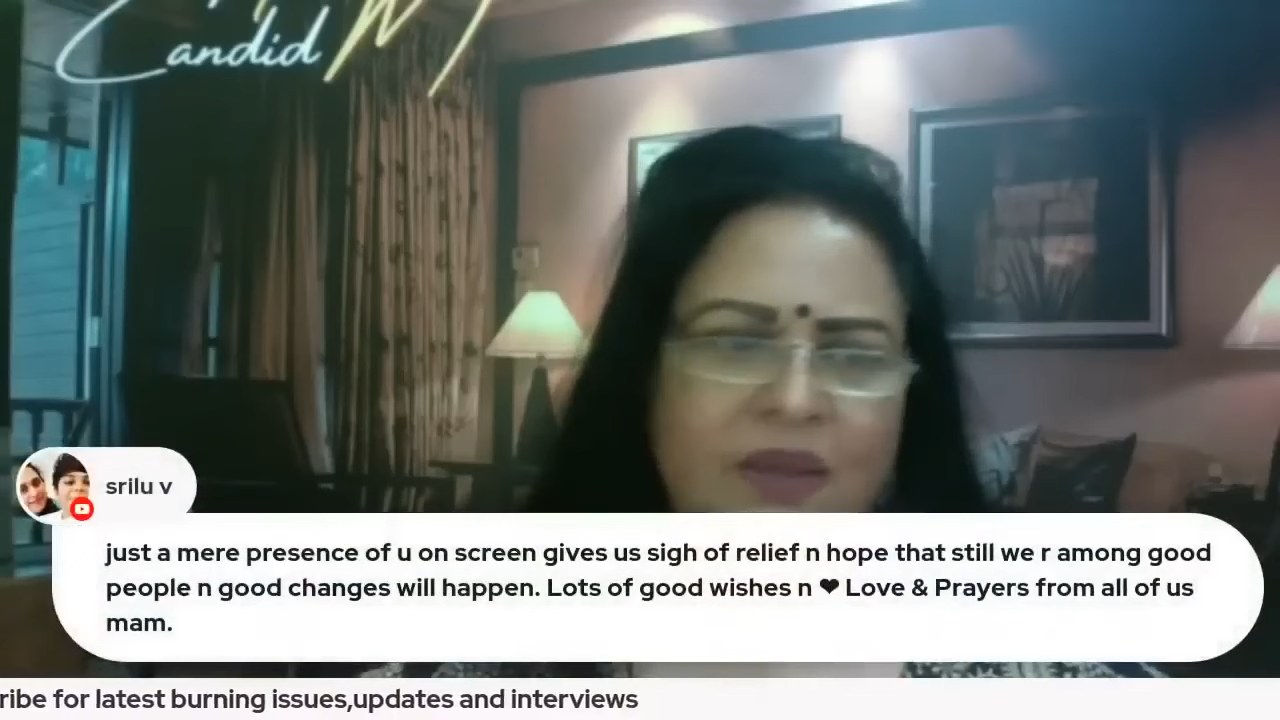 Candid M
srilu v
just a mere presence of u on screen gives us sigh of relief n hope that still we r among good
people n good changes will happen. Lots of good wishes n ❤ Love & Prayers from all of us
mam.
ribe for latest burning issues,updates and interviews